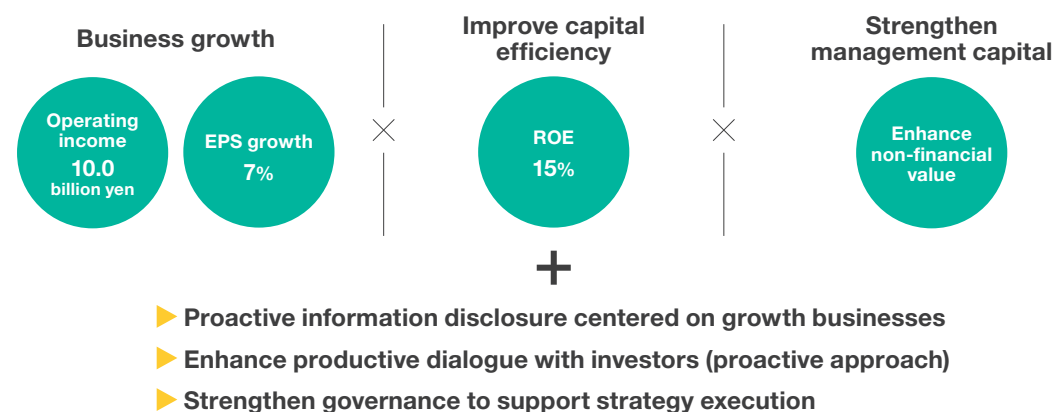 Business growth
Operating
income
10.0
billion yen
EPS growth
7%
×
Improve capital
efficiency
ROE
15%
×
Strengthen
management capital
Enhance
non-financial
value
+
▶ Proactive information disclosure centered on growth businesses
▶ Enhance productive dialogue with investors (proactive approach)
▶ Strengthen governance to support strategy execution